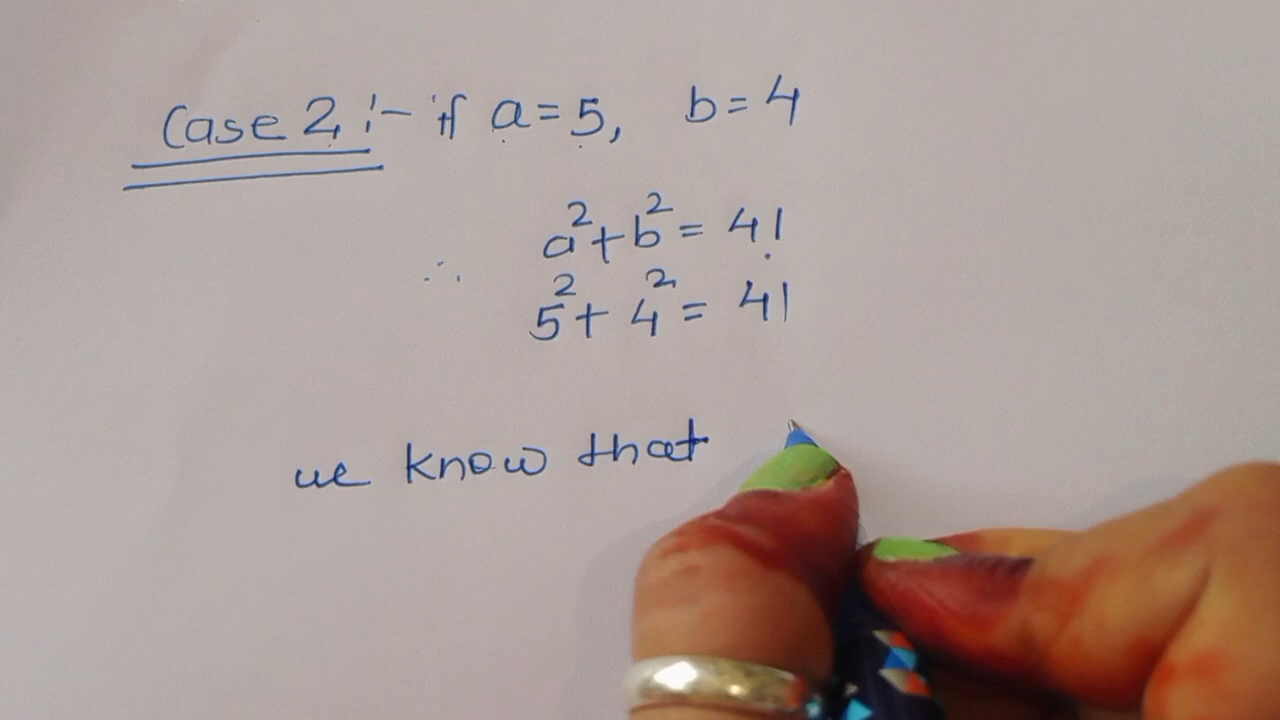 Case 2 :- if a=5, b=4
∴ a²+b² = 41
5²+ 4² = 41
we know that